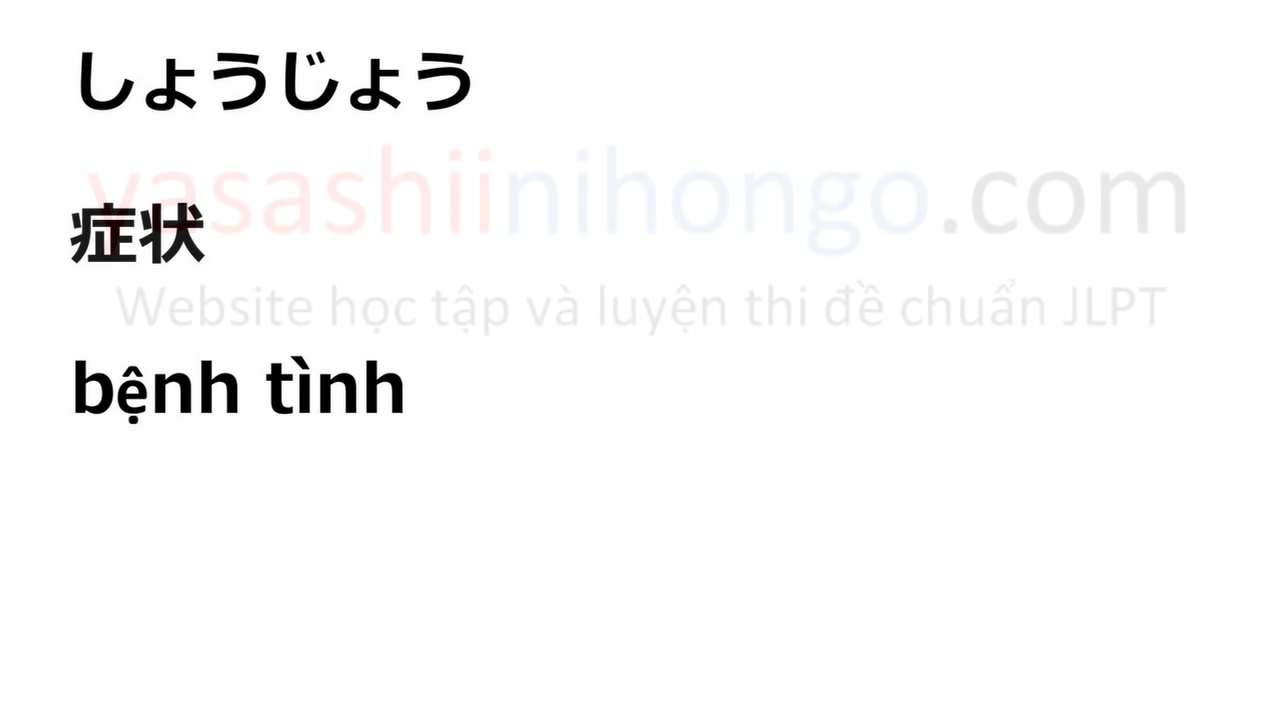 しょうじょう
yasashiinihongo.com
症状
Website học tập và luyện thi đề chuẩn JLPT
bệnh tình